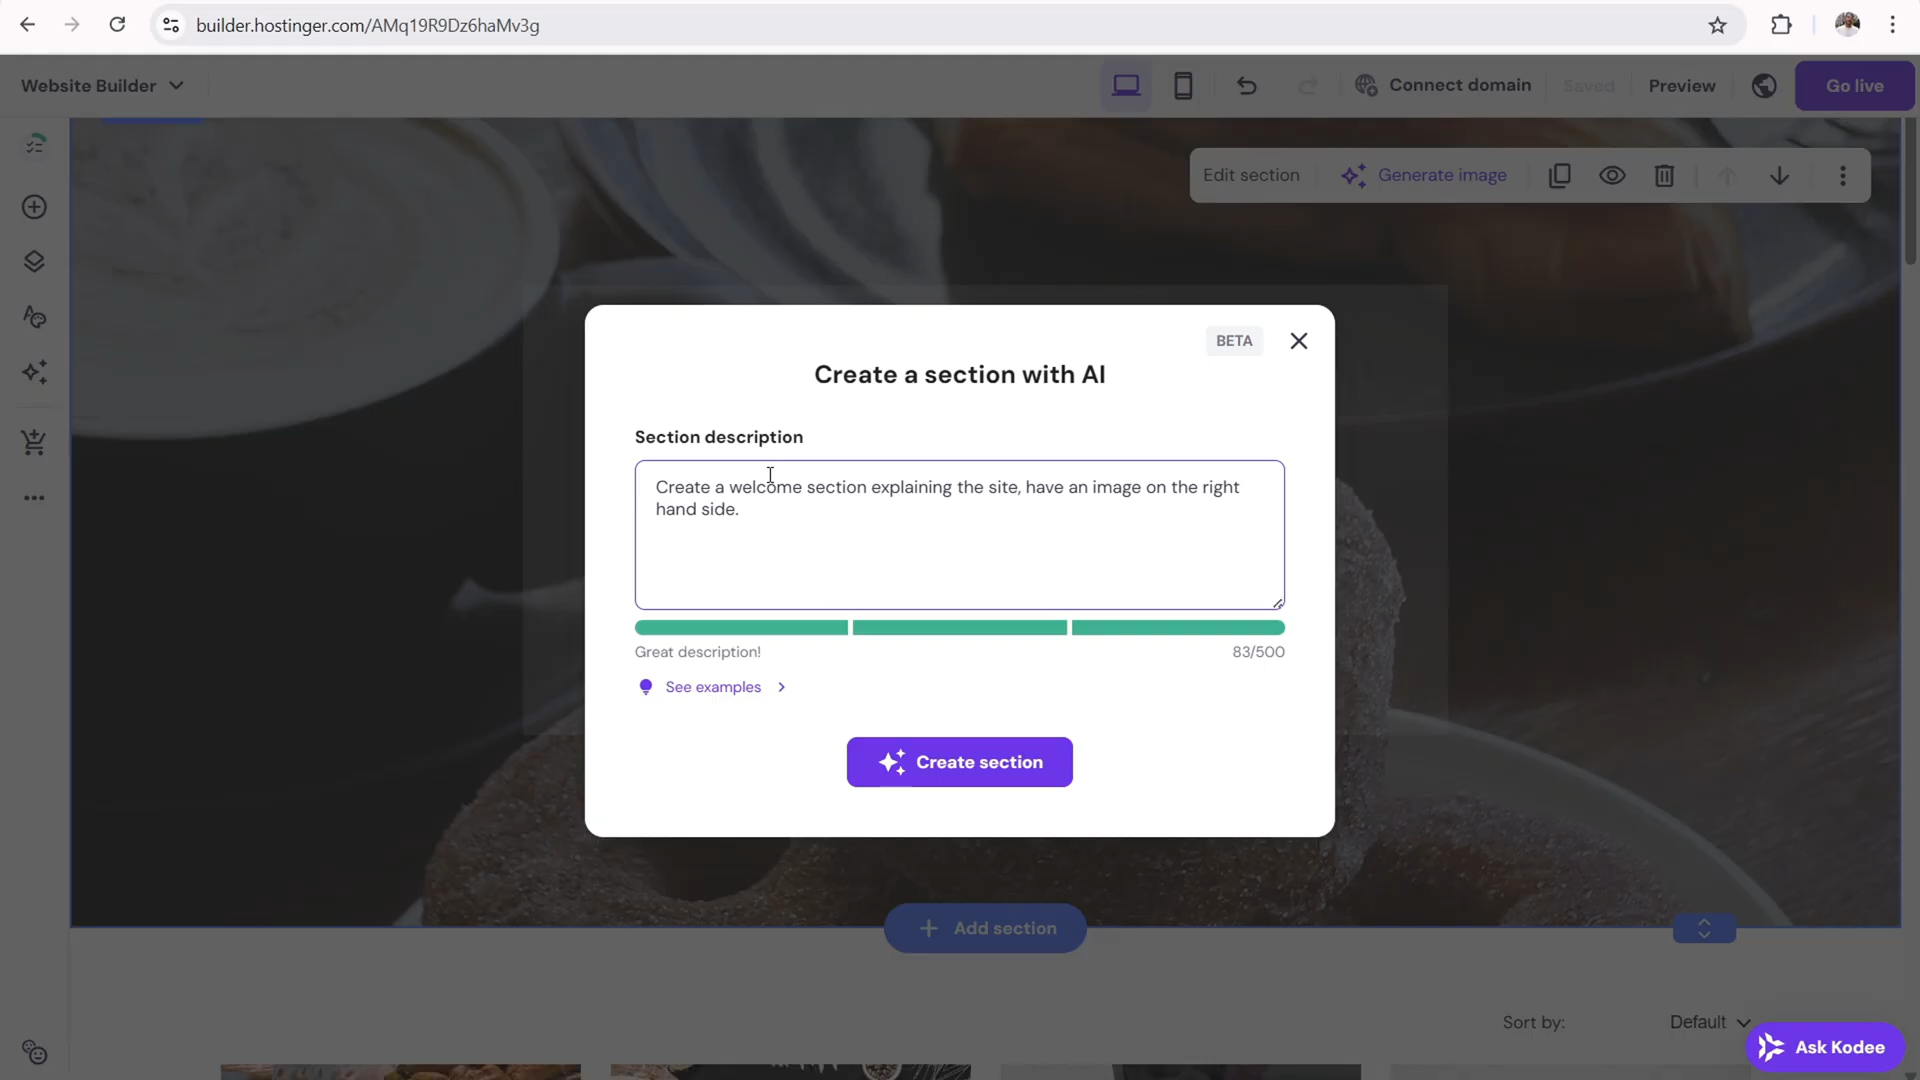 builder.hostinger.com/AMq19R9Dz6haMv3g
Website Builder
Connect domain
Saved
Preview
Go live
Edit section
Generate image
BETA
Create a section with AI
Section description
Create a welcome section explaining the site, have an image on the right
hand side.
Great description!
83/500
See examples
Create section
Add section
Sort by:
Default
Ask Kodee